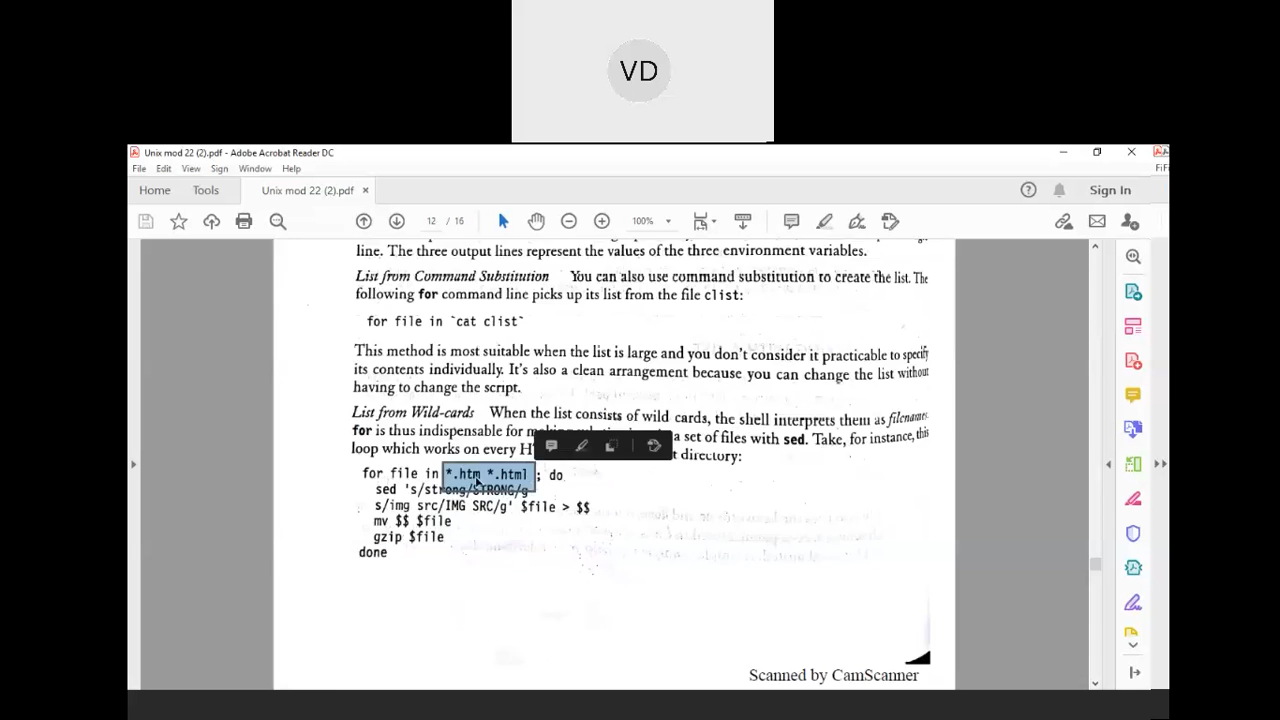 VD
Unix mod 22 (2).pdf - Adobe Acrobat Reader DC
File Edit View Sign Window Help
FiFi
Home Tools Unix mod 22 (2).pdf × Sign In
12 / 16 100%
line. The three output lines represent the values of the three environment variables.
List from Command Substitution You can also use command substitution to create the list. The
following for command line picks up its list from the file clist:
for file in `cat clist`
This method is most suitable when the list is large and you don't consider it practicable to specify
its contents individually. It's also a clean arrangement because you can change the list without
having to change the script.
List from Wild-cards When the list consists of wild cards, the shell interprets them as filenames.
for is thus indispensable for a set of files with sed. Take, for instance, this
loop which works on every directory:
for file in *.htm *.html ; do
sed 's/strong/STRONG/g
s/img src/IMG SRC/g' $file > $$
mv $$ $file
gzip $file
done
Scanned by CamScanner